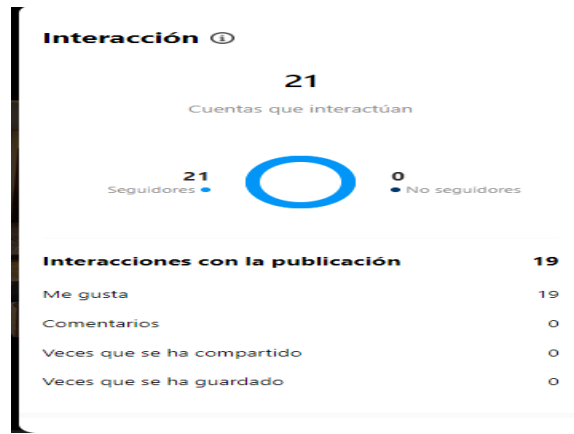 Interacción
21
Cuentas que interactúan
21
Seguidores
0
No seguidores
Interacciones con la publicación 19
Me gusta 19
Comentarios 0
Veces que se ha compartido 0
Veces que se ha guardado 0